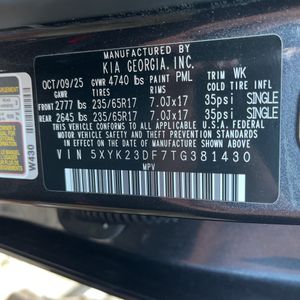 KIA GEORGIA, INC.
OCT/09/25 GVWR 4740 lbs PAINT PML TRIM WK
GAWR TIRES RIMS COLD TIRE INFL
FRONT 2777 lbs 235/65R17 7.0Jx17 35psi SINGLE
REAR 2645 lbs 235/65R17 7.0Jx17 35psi SINGLE
THIS VEHICLE CONFORMS TO ALL APPLICABLE U.S.A. FEDERAL
MOTOR VEHICLE SAFETY, BUMPER, AND THEFT PREVENTION
STANDARDS IN EFFECT ON THE DATE OF MANUFACTURE SHOWN ABOVE.
VIN 5XYK23DF7TG381430
MPV
W430